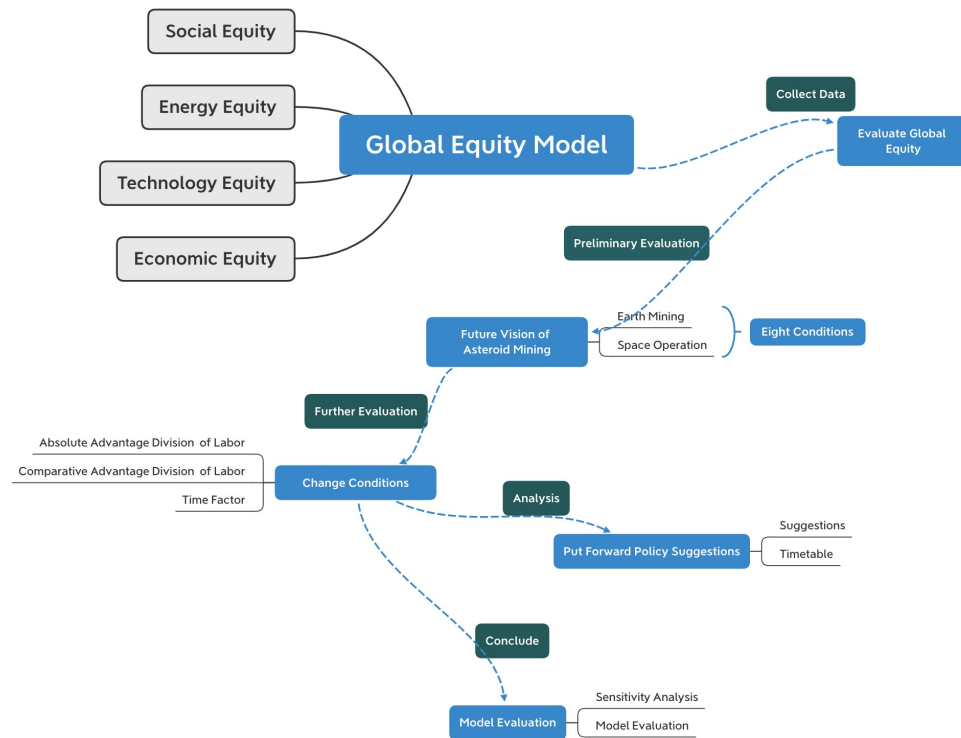 Social Equity
Energy Equity
Technology Equity
Economic Equity
Global Equity Model
Collect Data
Evaluate Global
Equity
Preliminary Evaluation
Future Vision of
Asteroid Mining
Earth Mining
Space Operation
Eight Conditions
Further Evaluation
Absolute Advantage Division of Labor
Comparative Advantage Division of Labor
Time Factor
Change Conditions
Analysis
Put Forward Policy Suggestions
Suggestions
Timetable
Conclude
Model Evaluation
Sensitivity Analysis
Model Evaluation